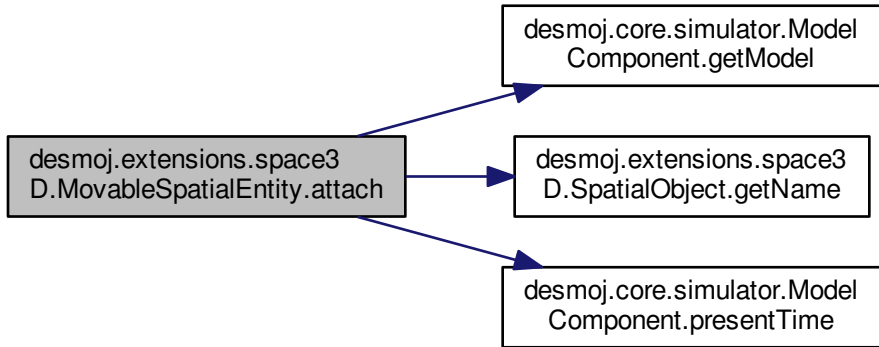 desmoj.core.simulator.Model
Component.getModel
desmoj.extensions.space3
D.MovableSpatialEntity.attach
desmoj.extensions.space3
D.SpatialObject.getName
desmoj.core.simulator.Model
Component.presentTime